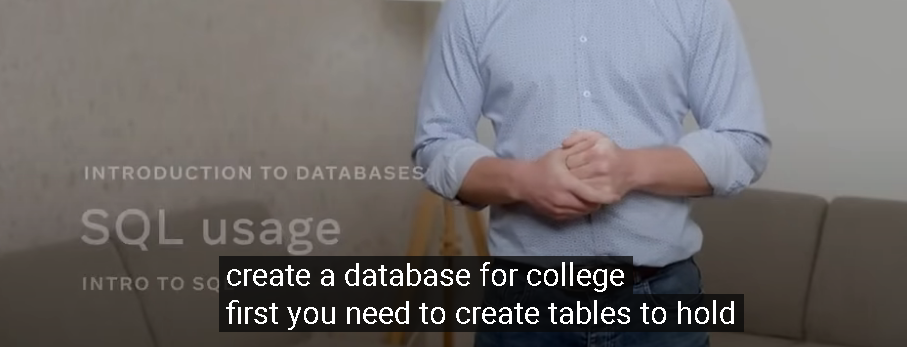 INTRODUCTION TO DATABASES
SQL usage
INTRO TO SQ
create a database for college
first you need to create tables to hold